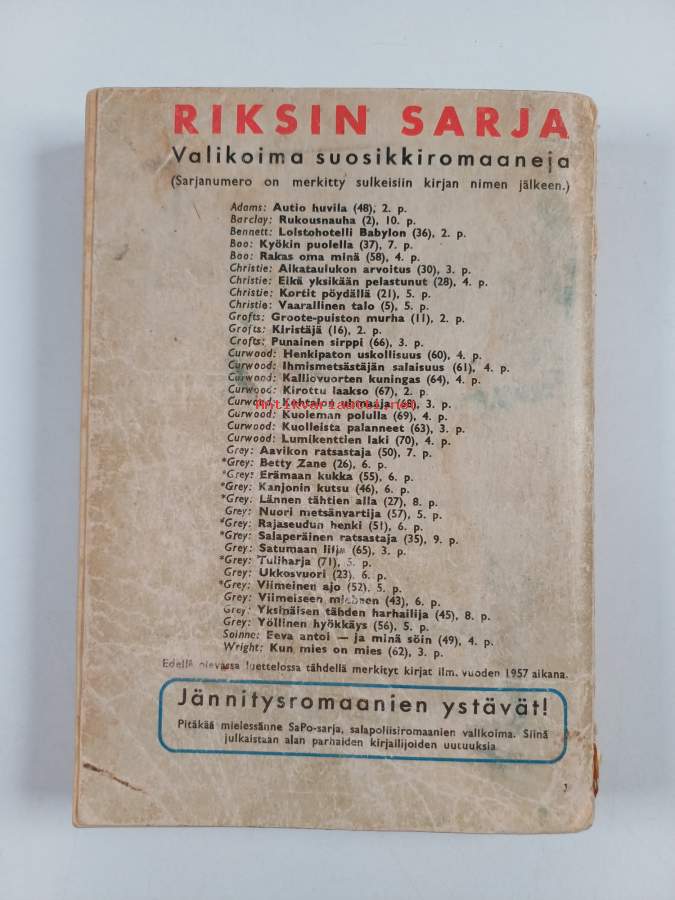 RIKSIN SARJA
Valikoima suosikkiromaaneja
(Sarjanumero on merkitty sulkeisiin kirjan nimen jälkeen.)
Adams: Autio huvila (48), 2. p.
Barclay: Rukousnauha (2), 10. p.
Bennett: Loistohotelli Babylon (36), 2. p.
Boo: Kyökin puolella (37), 7. p.
Boo: Rakas oma minä (58), 4. p.
Christie: Aikataulukon arvoitus (30), 3. p.
Christie: Eikä yksikään pelastunut (28), 4. p.
Christie: Kortit pöydällä (21), 5. p.
Christie: Vaarallinen talo (5), 5. p.
Crofts: Groote-puiston murha (11), 2. p.
Crofts: Kiristäjä (16), 2. p.
Crofts: Punainen sirppi (66), 3. p.
Curwood: Henkipaton uskollisuus (60), 4. p.
Curwood: Ihmismetsästäjän salaisuus (61), 4. p.
Curwood: Kalliovuorten kuningas (64), 4. p.
Curwood: Kirottu laakso (67), 2. p.
Curwood: Kohtalon uhmaaja (68), 3. p.
Antikvariaatti.net
Curwood: Kuoleman polulla (69), 4. p.
Curwood: Kuolleista palanneet (63), 3. p.
Curwood: Lumikenttien laki (70), 4. p.
Grey: Aavikon ratsastaja (50), 7. p.
*Grey: Betty Zane (26), 6. p.
*Grey: Erämaan kukka (55), 6. p.
*Grey: Kanjonin kutsu (46), 6. p.
*Grey: Lännen tähtien alla (27), 8. p.
Grey: Nuori metsänvartija (57), 5. p.
*Grey: Rajaseudun henki (51), 6. p.
*Grey: Salaperäinen ratsastaja (35), 9. p.
Grey: Satumaan lilja (65), 3. p.
*Grey: Tuliharja (71), 5. p.
Grey: Ukkosvuori (23), 6. p.
*Grey: Viimeinen ajo (52), 5. p.
Grey: Viimeiseen mieheen (43), 6. p.
Grey: Yksinäisen tähden harhailija (45), 8. p.
Grey: Yöllinen hyökkäys (56), 5. p.
Soinne: Eeva antoi — ja minä söin (49), 4. p.
Wright: Kun mies on mies (62), 3. p.
Edellä olevassa luettelossa tähdellä merkityt kirjat ilm. vuoden 1957 aikana.
Jännitysromaanien ystävät!
Pitäkää mielessänne SaPo-sarja, salapoliisiromaanien valikoima. Siinä
julkaistaan alan parhaiden kirjailijoiden uutuuksia